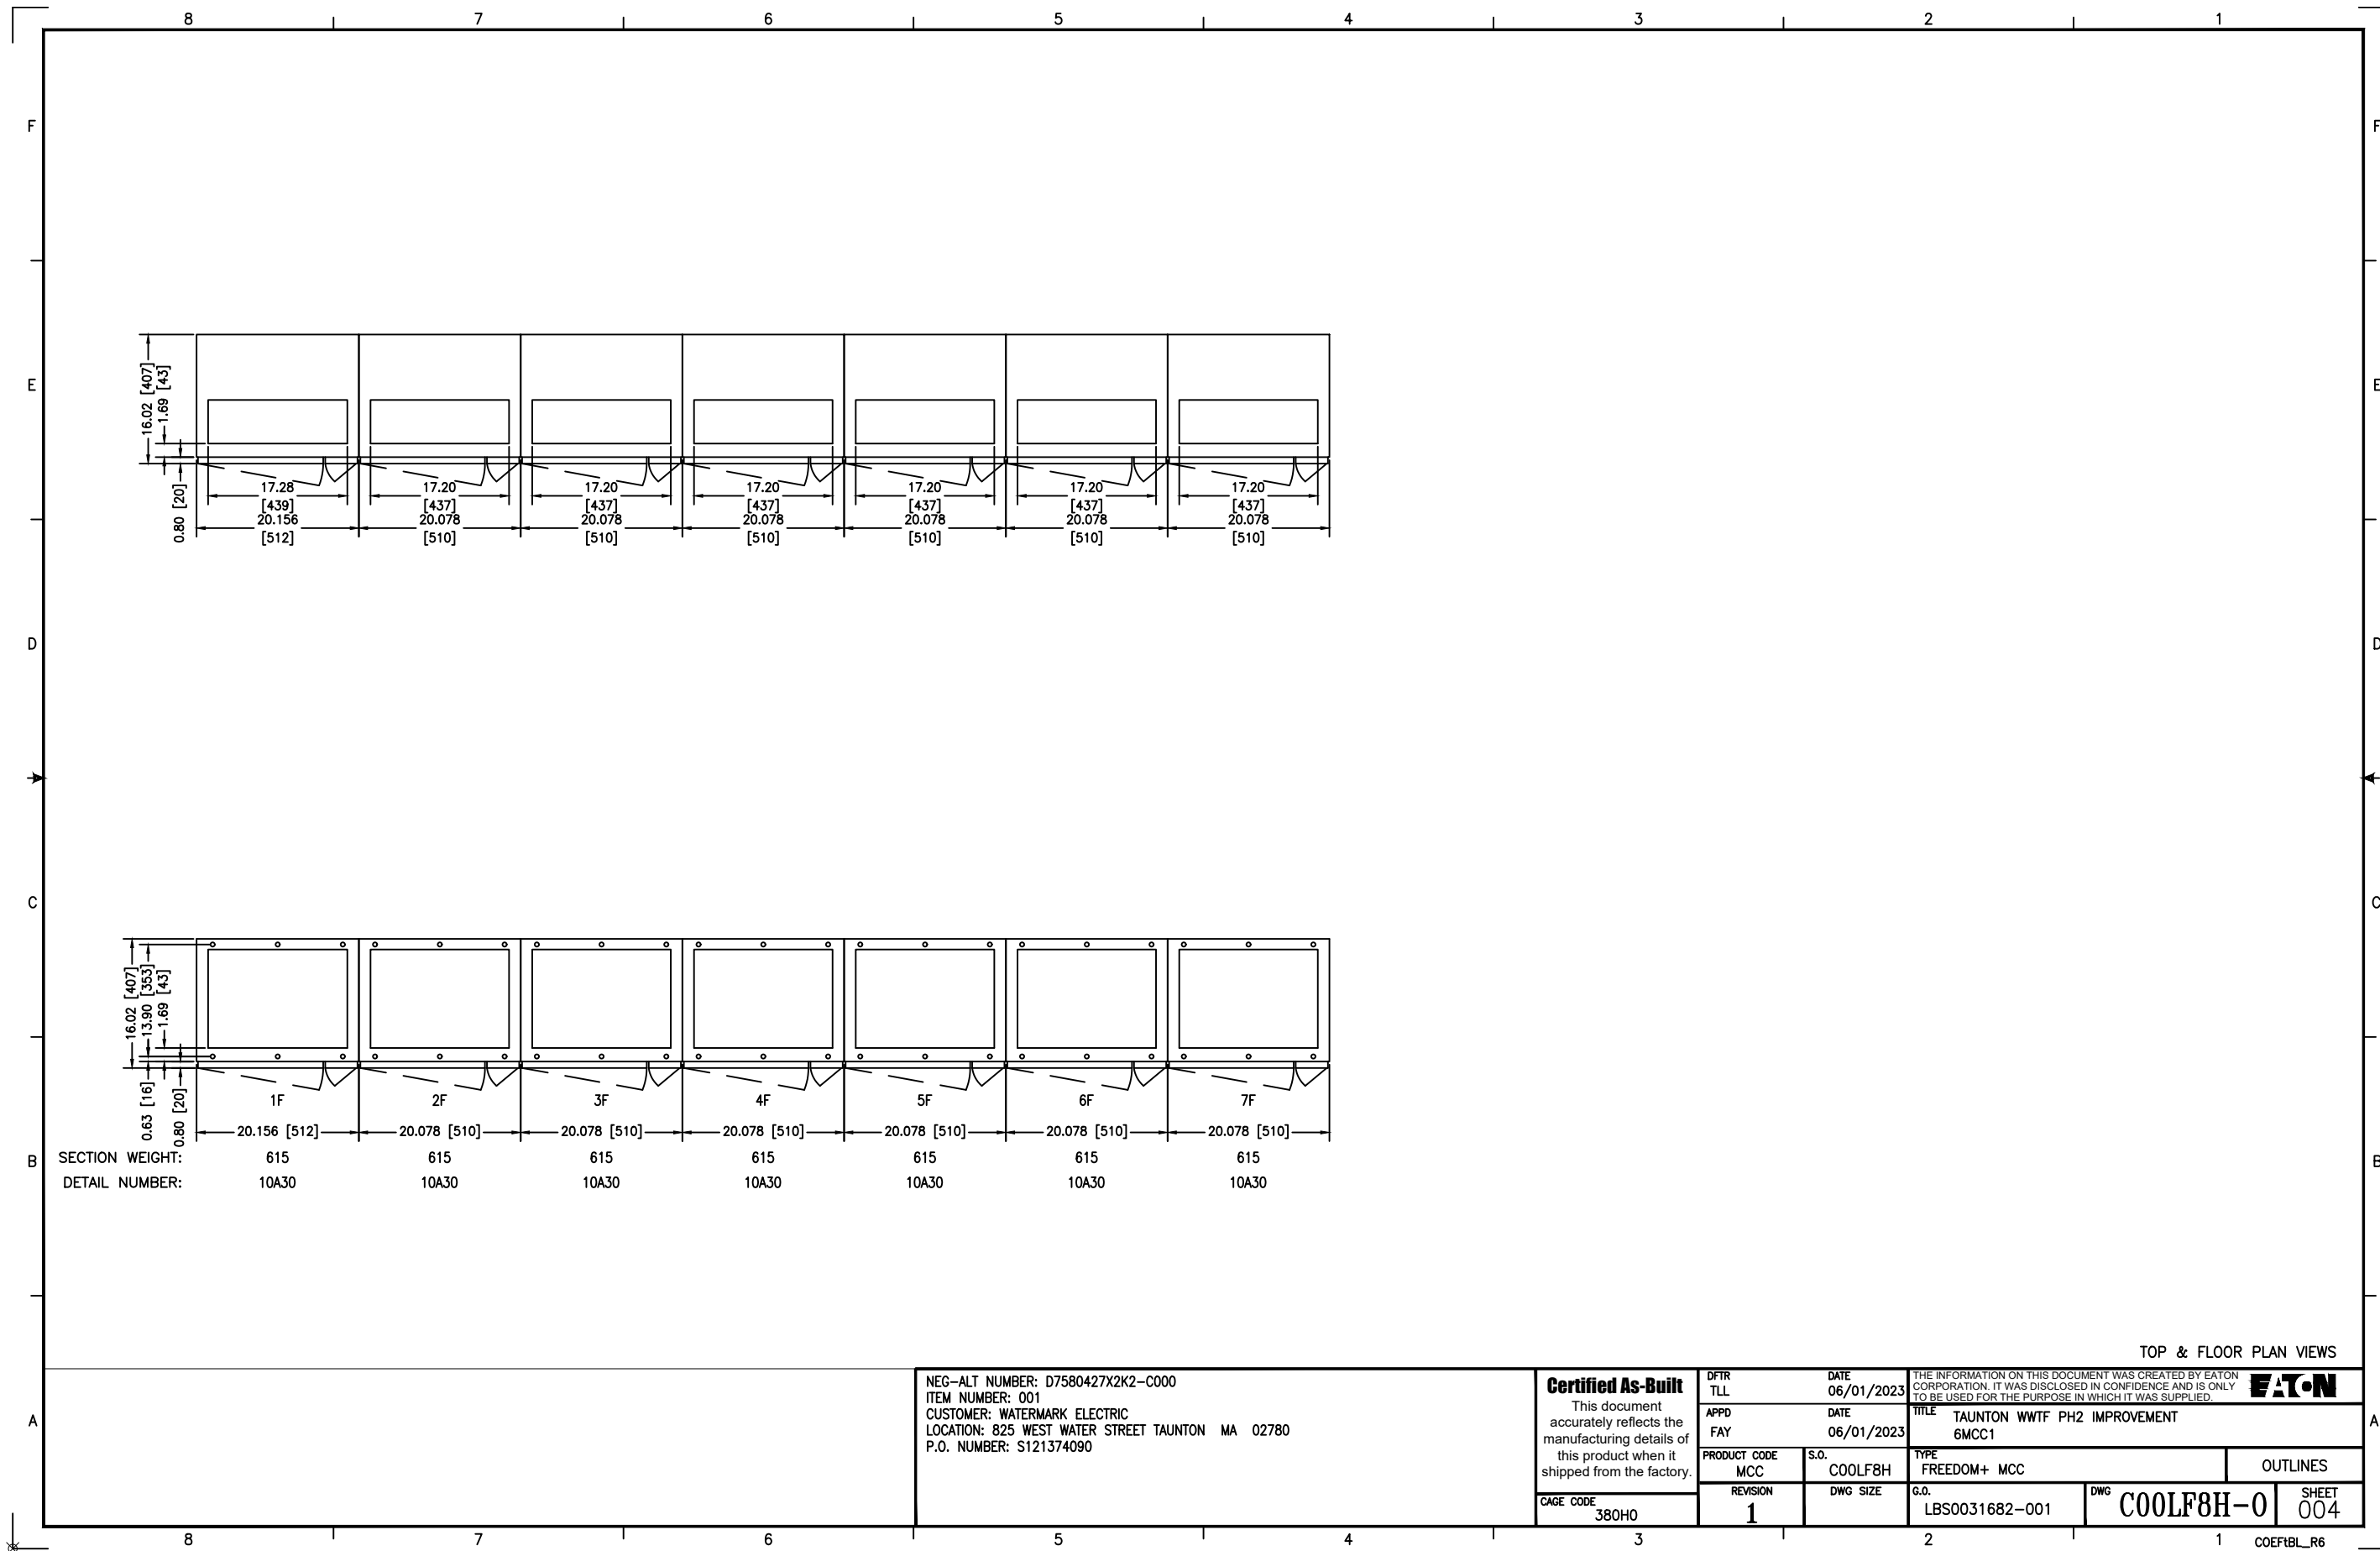 8 7 6 5 4 3 2 1
F F
E E
D D
C C
B B
A A
16.02 [407]
1.69 [43]
0.80 [20]
17.28 17.20 17.20 17.20 17.20 17.20 17.20
[439] [437] [437] [437] [437] [437] [437]
20.156 20.078 20.078 20.078 20.078 20.078 20.078
[512] [510] [510] [510] [510] [510] [510]
16.02 [407]
13.90 [353]
1.69 [43]
0.63 [16]
0.80 [20]
1F 2F 3F 4F 5F 6F 7F
20.156 [512] 20.078 [510] 20.078 [510] 20.078 [510] 20.078 [510] 20.078 [510] 20.078 [510]
SECTION WEIGHT: 615 615 615 615 615 615 615
DETAIL NUMBER: 10A30 10A30 10A30 10A30 10A30 10A30 10A30
TOP & FLOOR PLAN VIEWS
NEG-ALT NUMBER: D7580427X2K2-C000
ITEM NUMBER: 001
CUSTOMER: WATERMARK ELECTRIC
LOCATION: 825 WEST WATER STREET TAUNTON MA 02780
P.O. NUMBER: S121374090
Certified As-Built
This document
accurately reflects the
manufacturing details of
this product when it
shipped from the factory.
CAGE CODE
380H0
DFTR
TLL
DATE
06/01/2023
APPD
FAY
DATE
06/01/2023
PRODUCT CODE
MCC
S.O.
C00LF8H
REVISION
1
DWG SIZE
THE INFORMATION ON THIS DOCUMENT WAS CREATED BY EATON
CORPORATION. IT WAS DISCLOSED IN CONFIDENCE AND IS ONLY
TO BE USED FOR THE PURPOSE IN WHICH IT WAS SUPPLIED.
EATON
TITLE
TAUNTON WWTF PH2 IMPROVEMENT
6MCC1
TYPE
FREEDOM+ MCC
OUTLINES
G.O.
LBS0031682-001
DWG
C00LF8H-0
SHEET
004
8 7 6 5 4 3 2 1
COEFtBL_R6